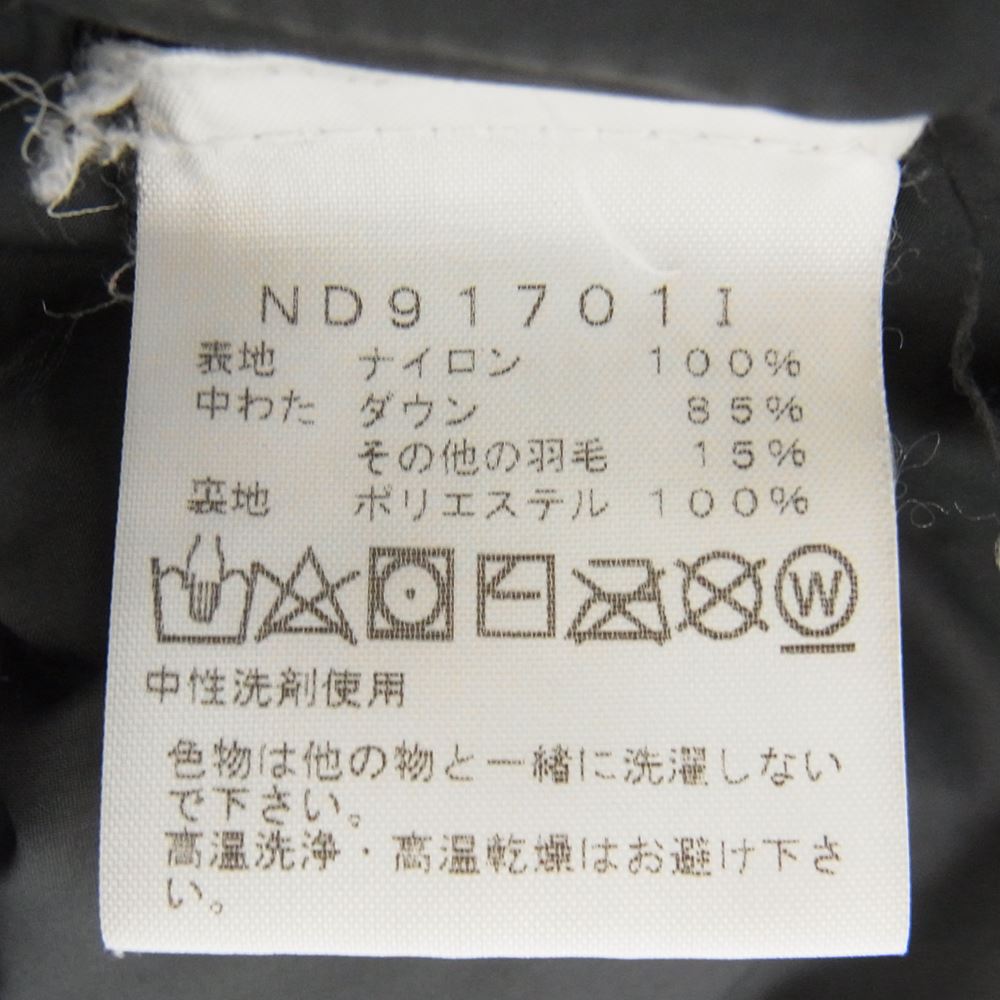 ND91701I
表地 ナイロン 100%
中わた ダウン 85%
その他の羽毛 15%
裏地 ポリエステル 100%
W
中性洗剤使用
色物は他の物と一緒に洗濯しない
で下さい。
高温洗浄・高温乾燥はお避け下さ
い。